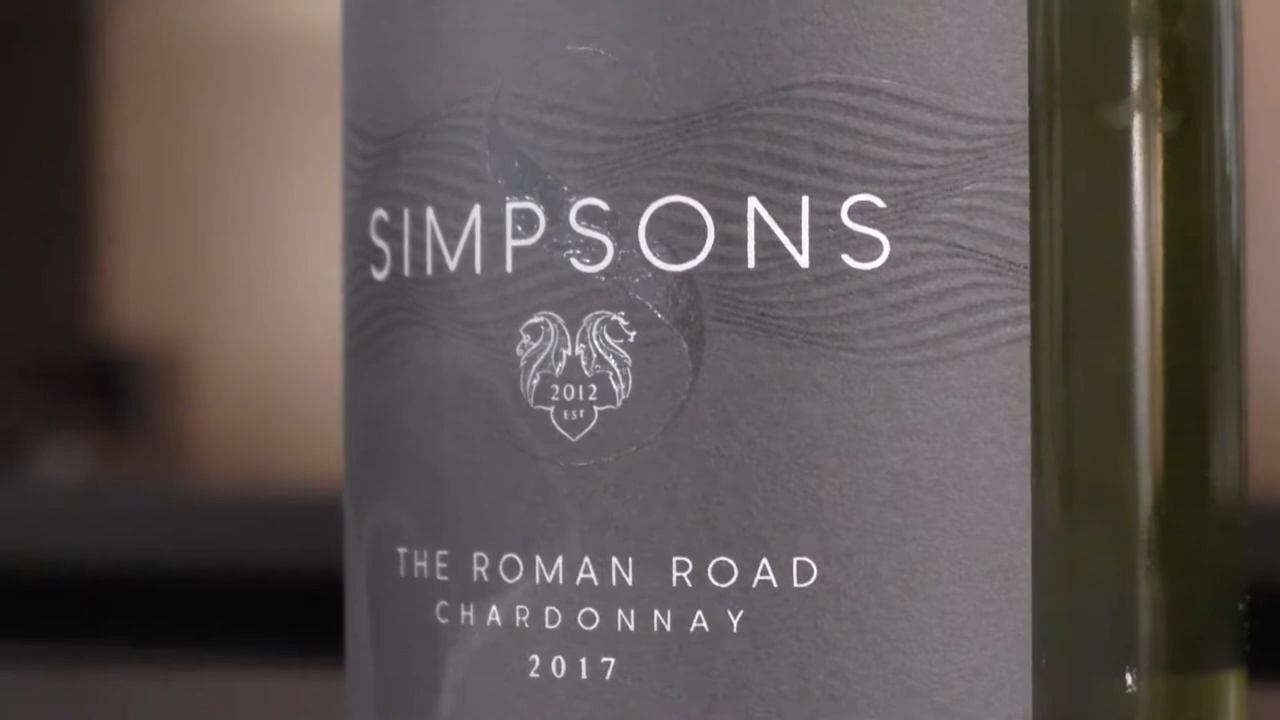 SIMPSONS
2012
EST
THE ROMAN ROAD
CHARDONNAY
2017